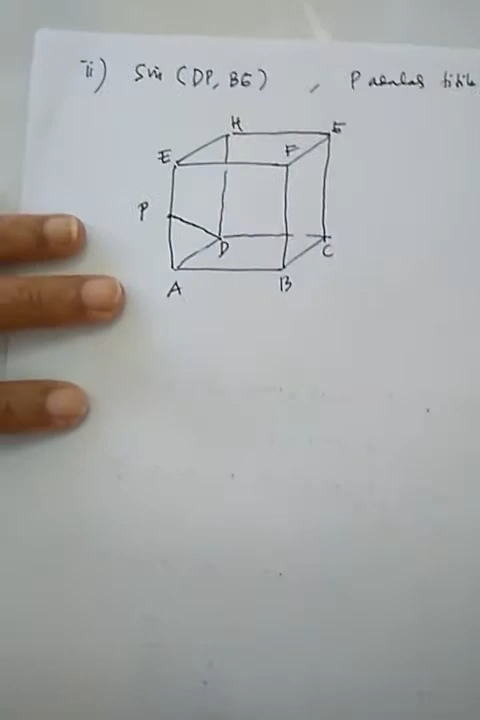 ii) Sin (DP, BG) , P adalah titik
H G
E F
P
D C
A B